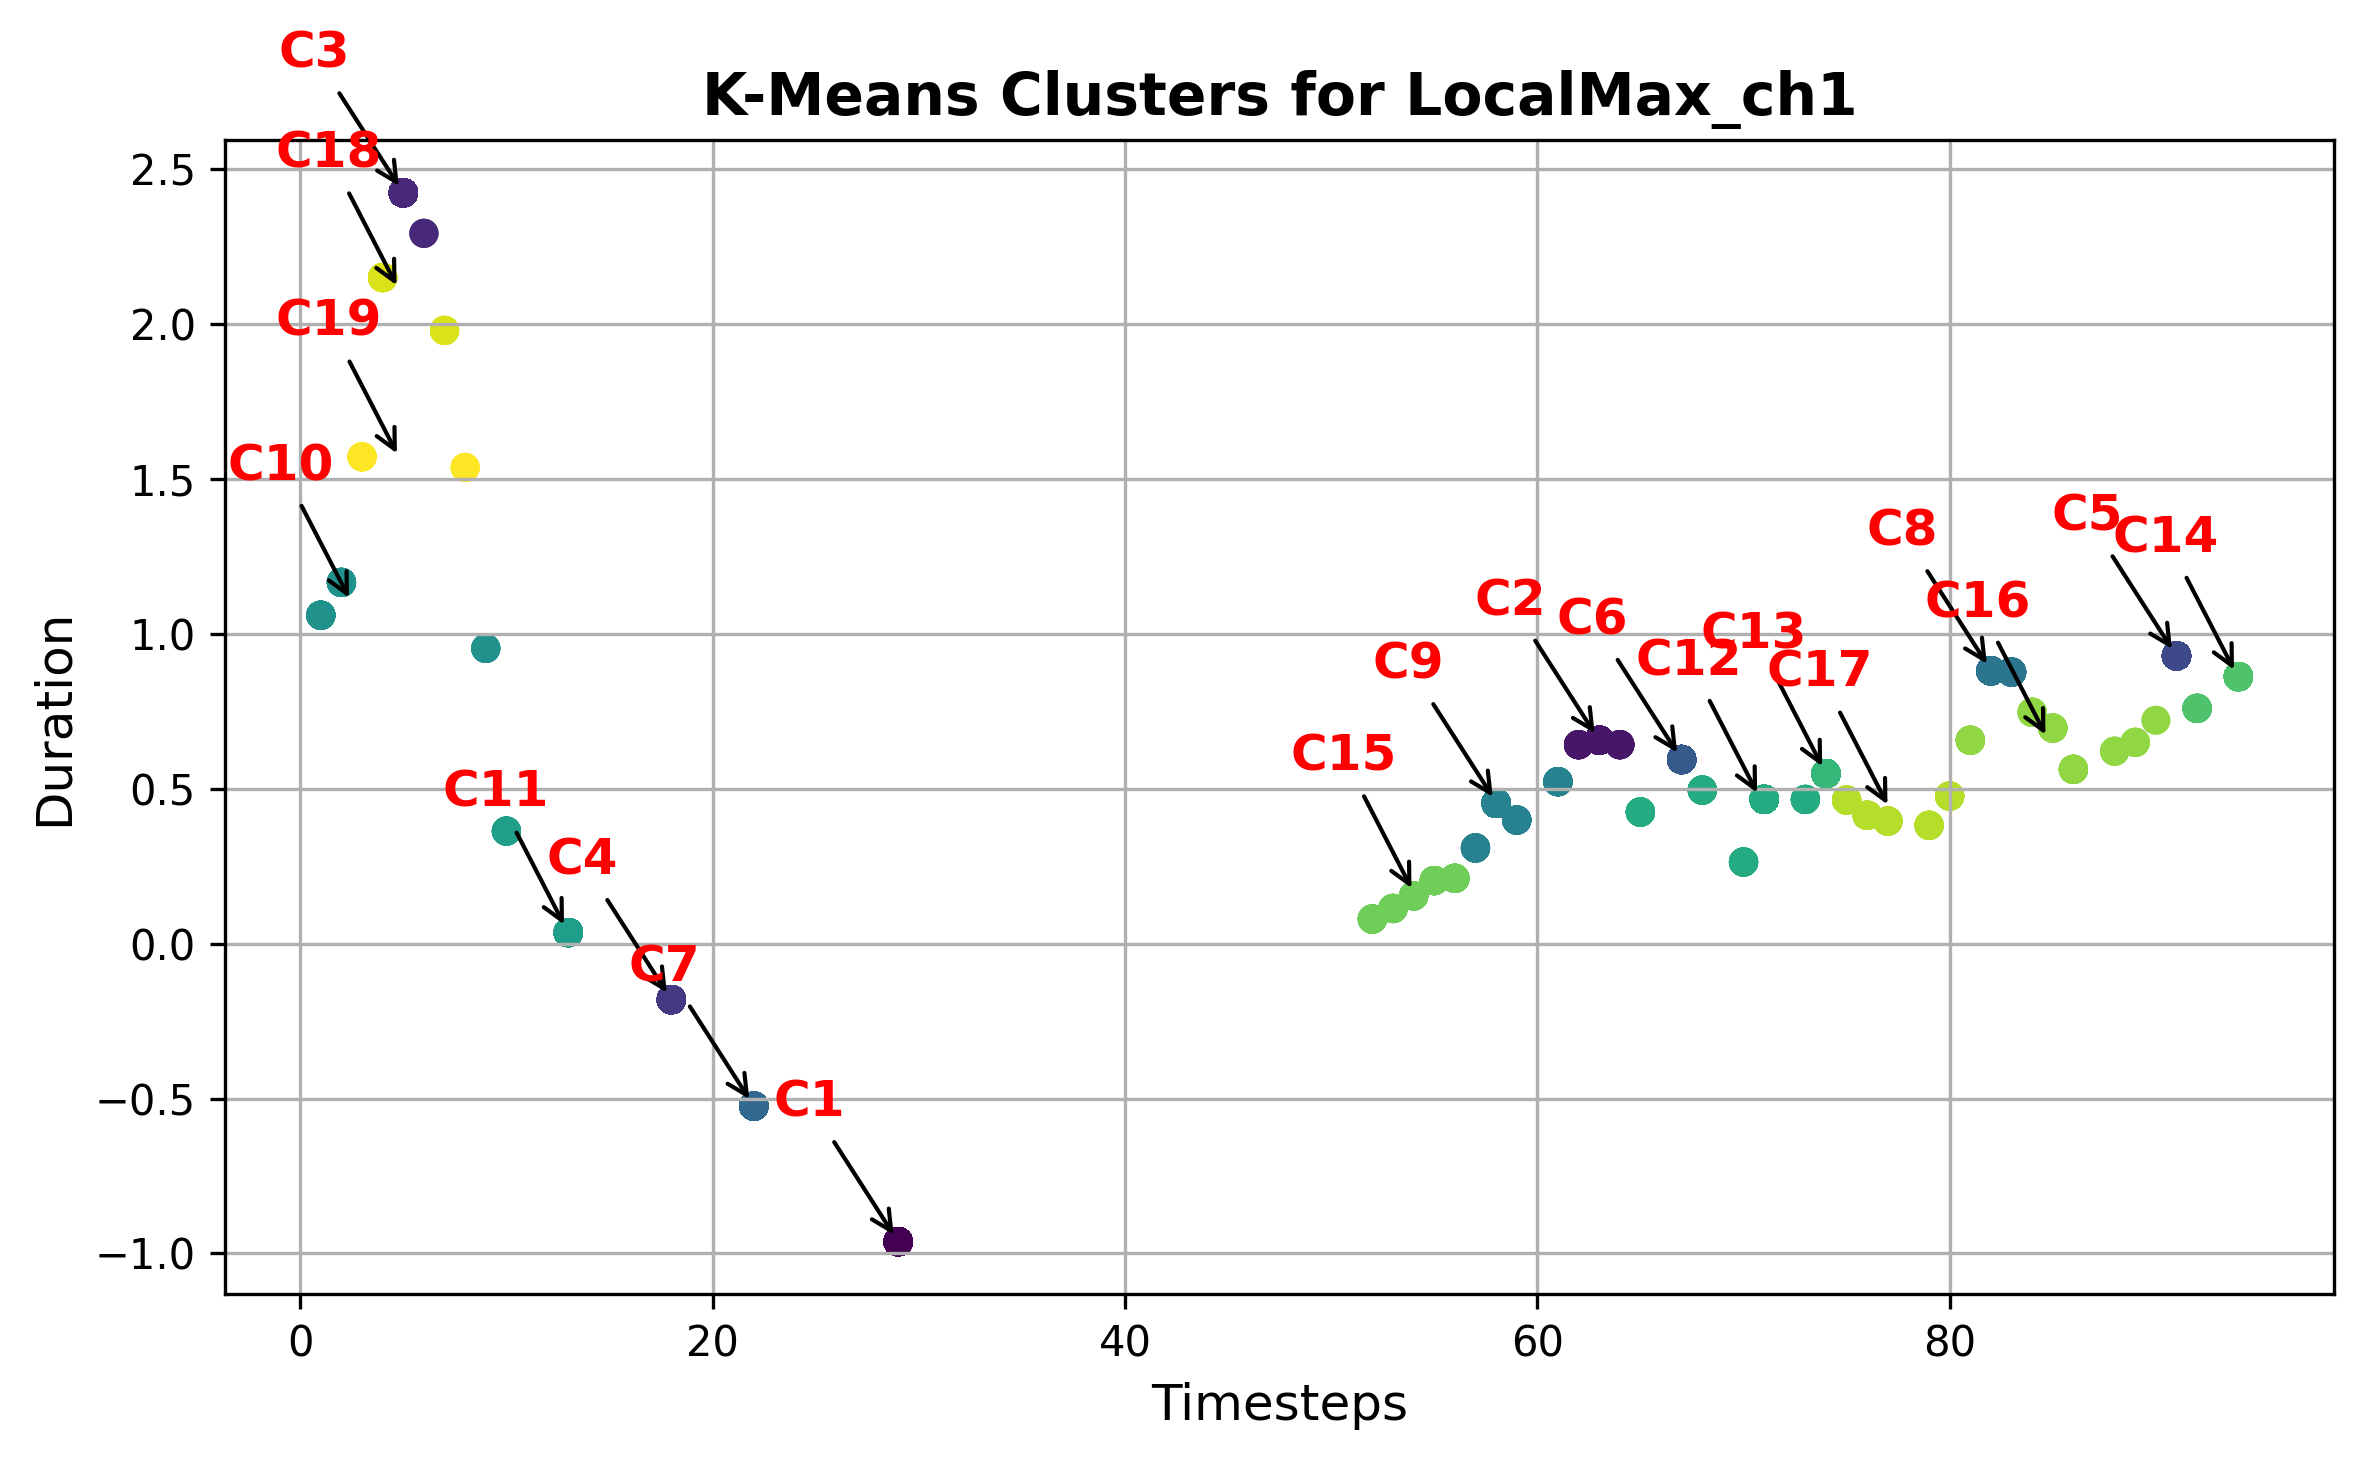 C3
K-Means Clusters for LocalMax_ch1
C18
2.5
2.0
C19
C10
1.5
C5
C8
C14
C2
C16
C6
1.0
C13
C9
C12
C17
C15
C11
0.5
C4
0.0
C7
−0.5
C1
−1.0
Duration
0
20
40
60
80
Timesteps